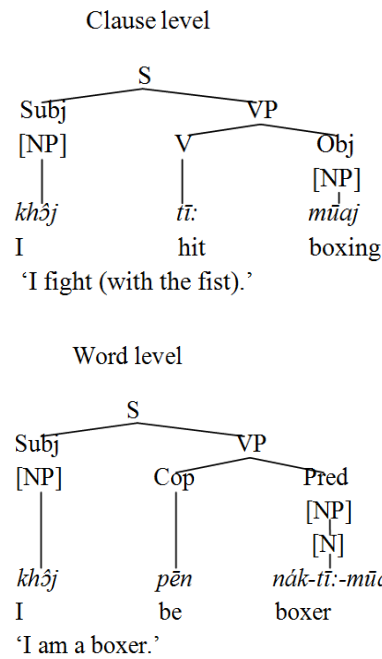 Clause level
S
Subj VP
[NP] V Obj
[NP]
khɔ̂j tī: mūaj
I hit boxing
‘I fight (with the fist).’
Word level
S
Subj VP
[NP] Cop Pred
[NP]
[N]
khɔ̂j pēn nák-tī:-mūa
I be boxer
‘I am a boxer.’